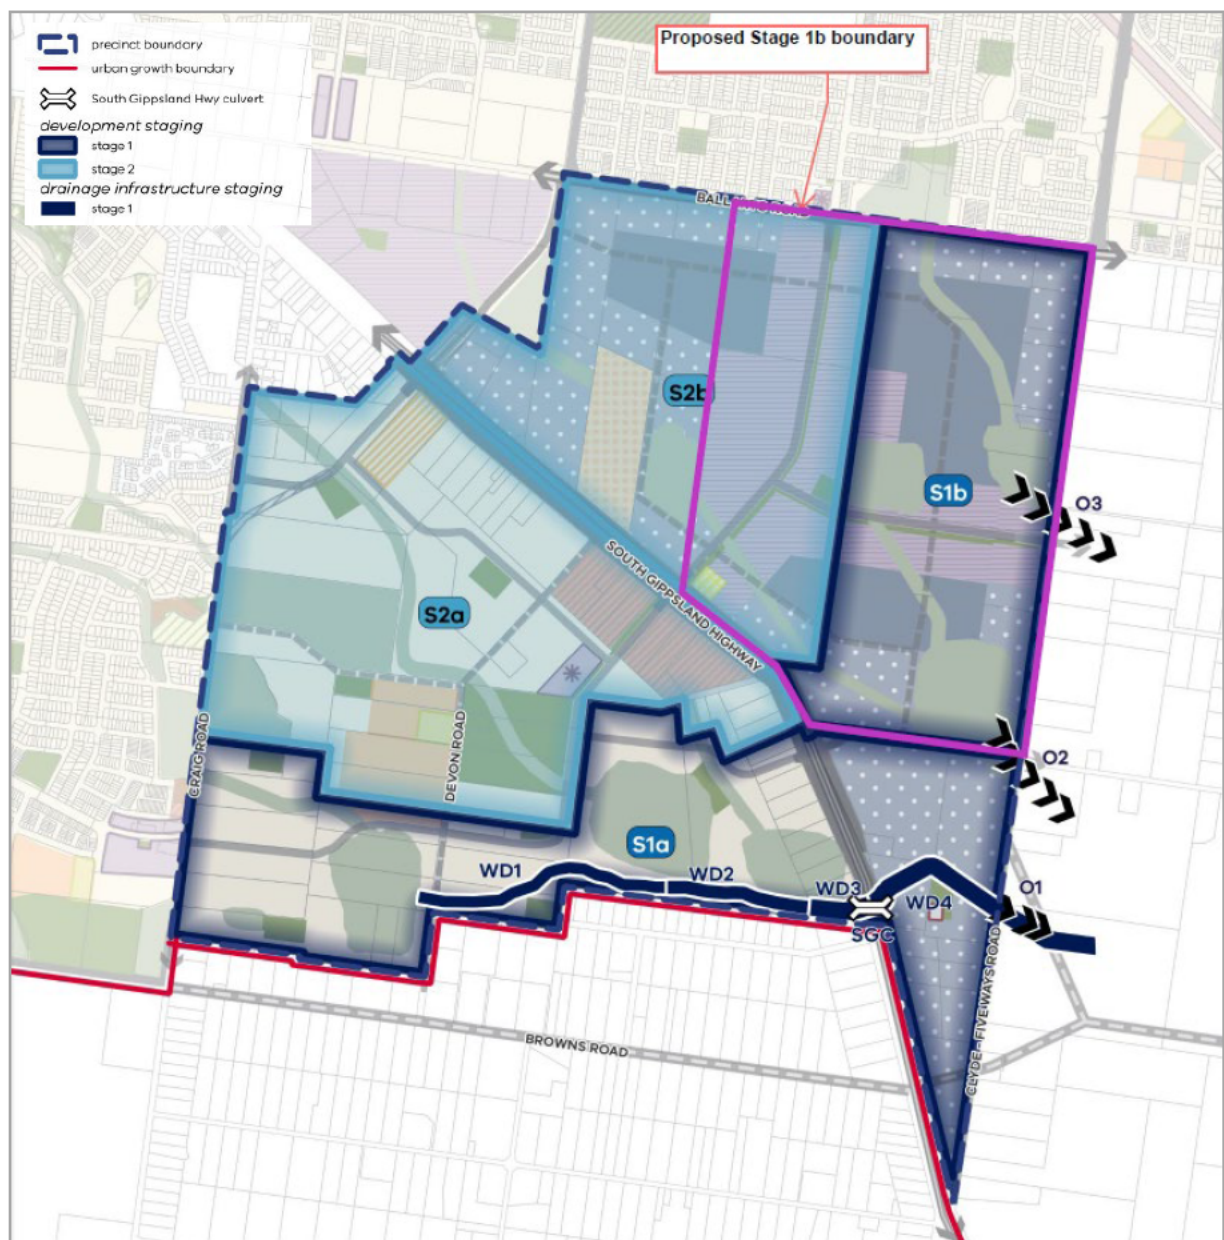 precinct boundary
urban growth boundary
South Gippsland Hwy culvert
development staging
stage 1
stage 2
drainage infrastructure staging
stage 1
Proposed Stage 1b boundary
S2b
S1b
O3
SOUTH GIPPSLAND HIGHWAY
S2a
CRAIG ROAD
DEVON ROAD
O2
S1a
WD1
WD2
WD3
WD4
O1
SGC
CLYDE - FIVE WAYS ROAD
BROWNS ROAD